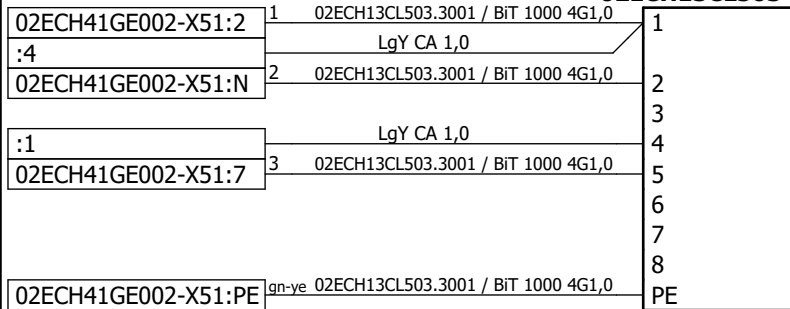 02ECH41GE002-X51:2 1 02ECH13CL503.3001 / BiT 1000 4G1,0 1
:4 LgY CA 1,0
02ECH41GE002-X51:N 2 02ECH13CL503.3001 / BiT 1000 4G1,0 2
3
:1 LgY CA 1,0 4
02ECH41GE002-X51:7 3 02ECH13CL503.3001 / BiT 1000 4G1,0 5
6
7
8
02ECH41GE002-X51:PE gn-ye 02ECH13CL503.3001 / BiT 1000 4G1,0 PE